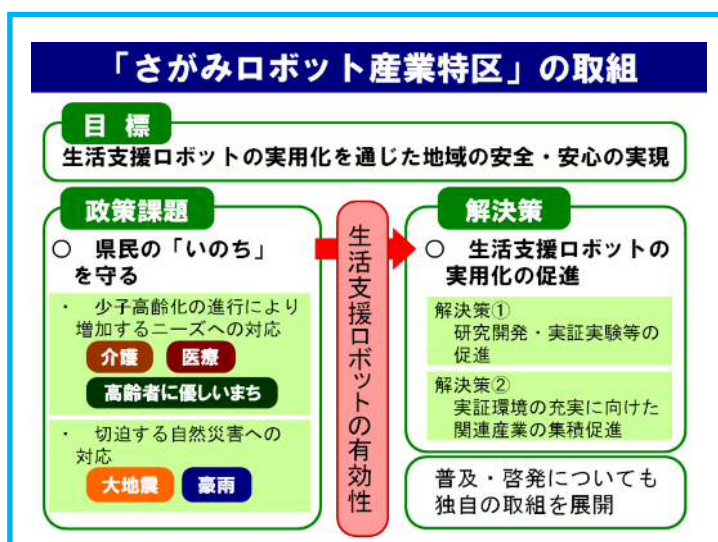 「さがみロボット産業特区」の取組
目標
生活支援ロボットの実用化を通じた地域の安全・安心の実現
政策課題
○ 県民の「いのち」
を守る
・ 少子高齢化の進行により
増加するニーズへの対応
介護 医療
高齢者に優しいまち
・ 切迫する自然災害への
対応
大地震 豪雨
生活支援ロボットの有効性
解決策
○ 生活支援ロボットの
実用化の促進
解決策①
研究開発・実証実験等の
促進
解決策②
実証環境の充実に向けた
関連産業の集積促進
普及・啓発についても
独自の取組を展開